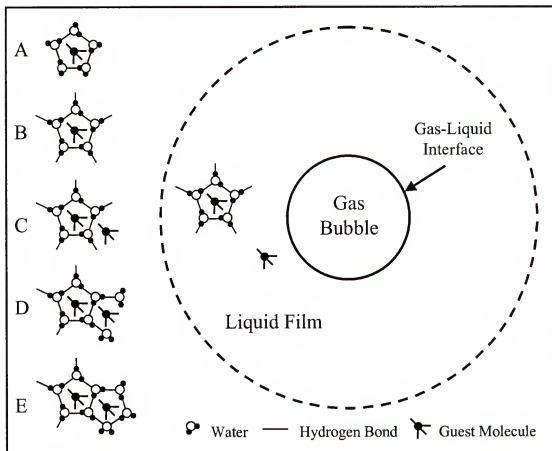 A
B
C
D
E
Gas-Liquid
Interface
Gas
Bubble
Liquid Film
Water
Hydrogen Bond
Guest Molecule